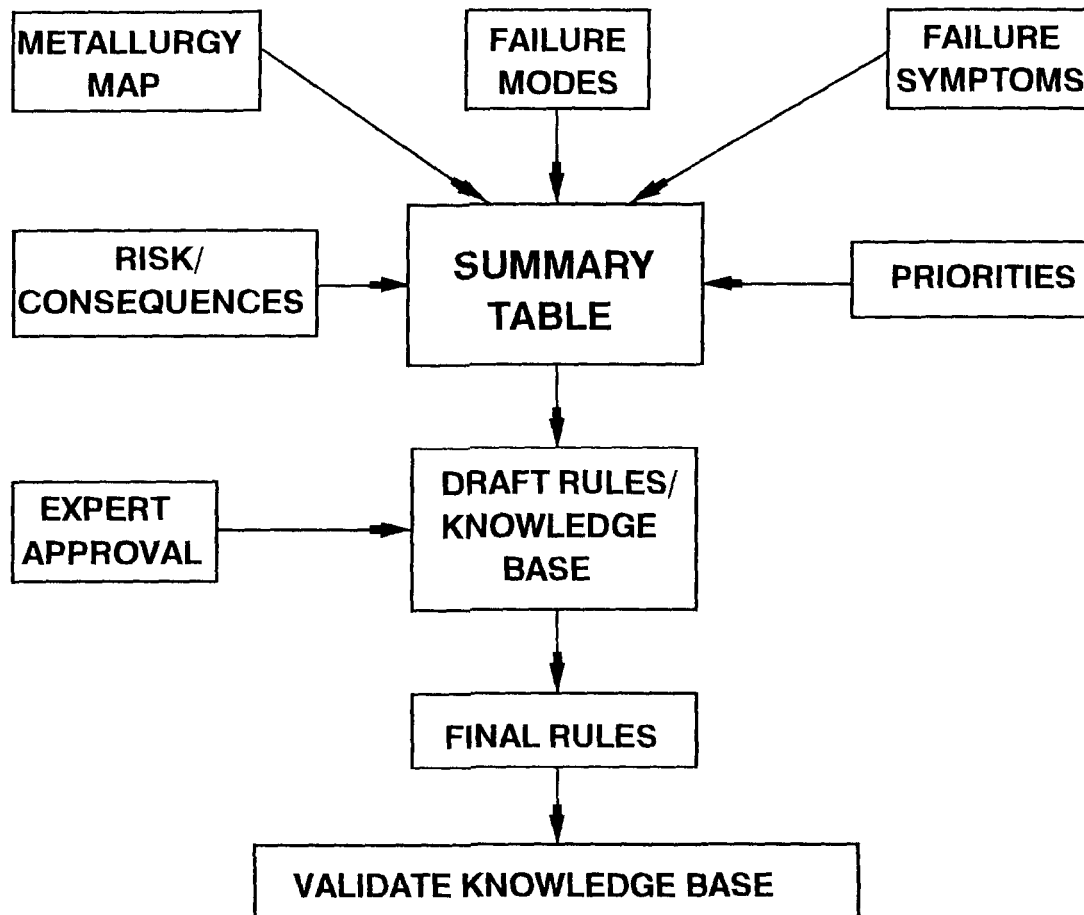 METALLURGY
MAP
FAILURE
MODES
FAILURE
SYMPTOMS
RISK/
CONSEQUENCES
SUMMARY
TABLE
PRIORITIES
EXPERT
APPROVAL
DRAFT RULES/
KNOWLEDGE
BASE
FINAL RULES
VALIDATE KNOWLEDGE BASE